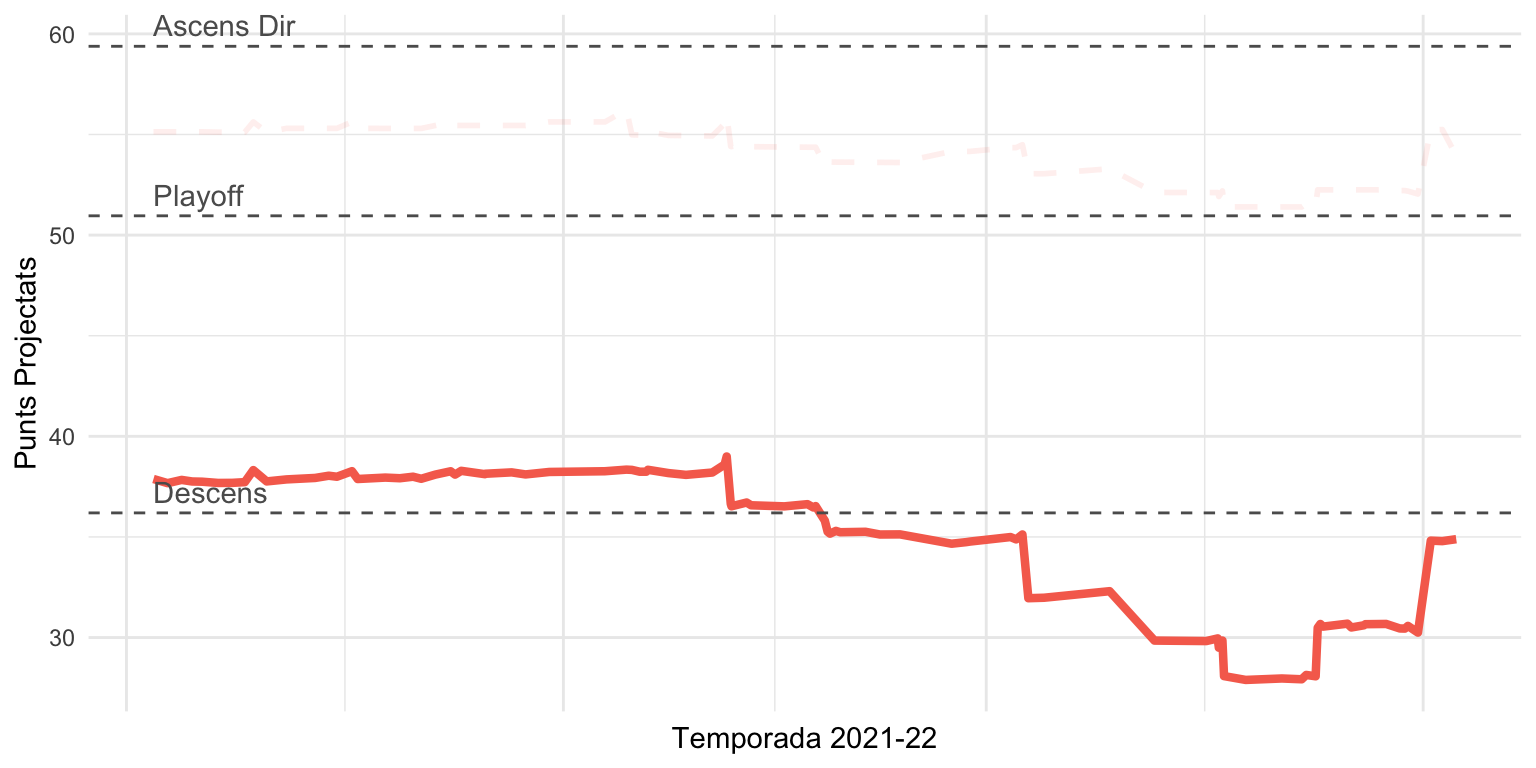 Ascens Dir
60
Playoff
50
Punts Projectats
40
Descens
30
Temporada 2021-22